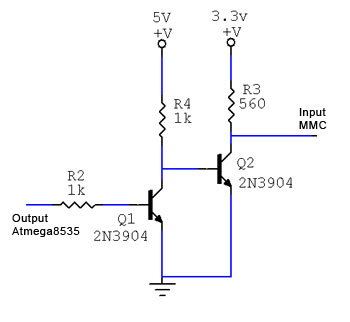 5V
+V
3.3v
+V
R4
1k
R3
560
Input
MMC
R2
1k
Q2
2N3904
Output
Atmega8535
Q1
2N3904